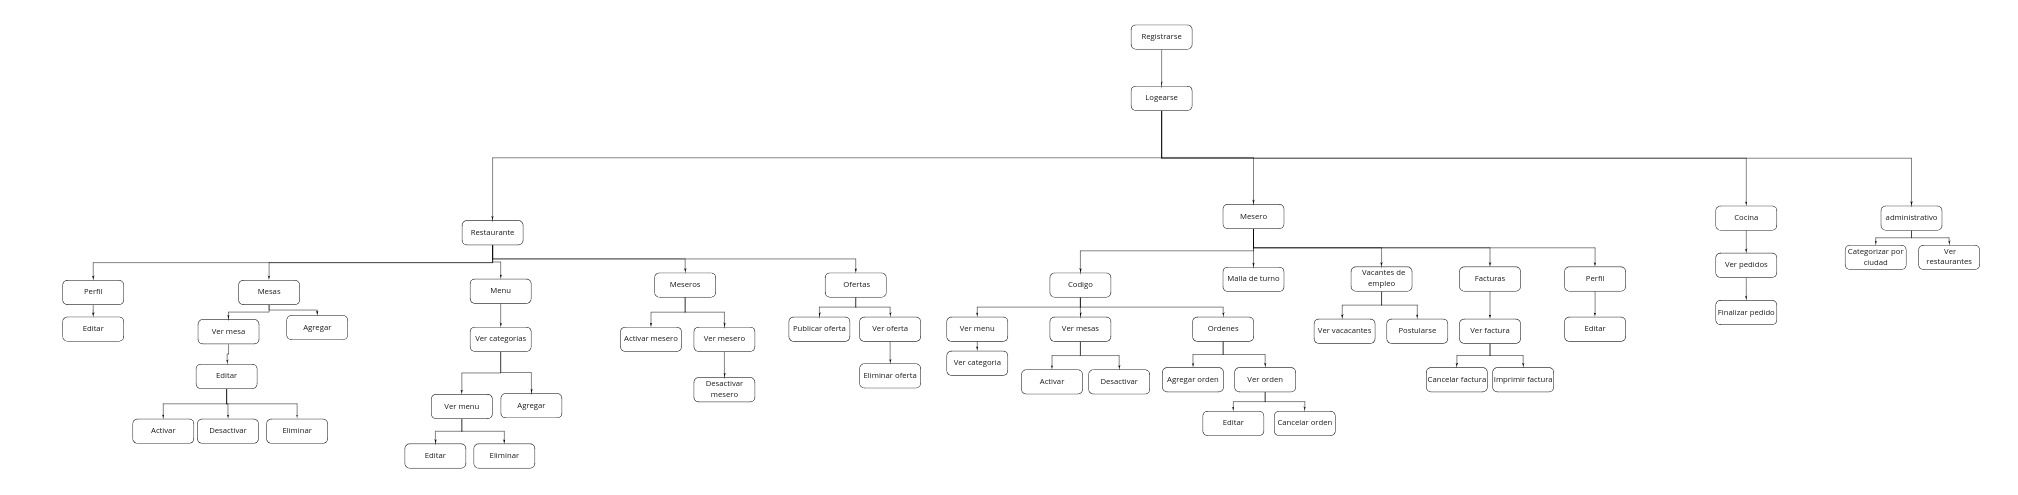 Registrarse
Logearse
Restaurante
Mesero
Cocina
administrativo
Perfil
Mesas
Menu
Meseros
Ofertas
Codigo
Malla de turno
Vacantes de
empleo
Facturas
Perfil
Ver pedidos
Categorizar por
ciudad
Ver
restaurantes
Editar
Ver mesa
Agregar
Ver categorias
Activar mesero
Ver mesero
Publicar oferta
Ver oferta
Ver menu
Ver mesas
Ordenes
Ver vacacantes
Postularse
Ver factura
Editar
Finalizar pedido
Editar
Desactivar
mesero
Eliminar oferta
Ver categoria
Activar
Desactivar
Agregar orden
Ver orden
Cancelar factura
Imprimir factura
Activar
Desactivar
Eliminar
Ver menu
Agregar
Editar
Cancelar orden
Editar
Eliminar